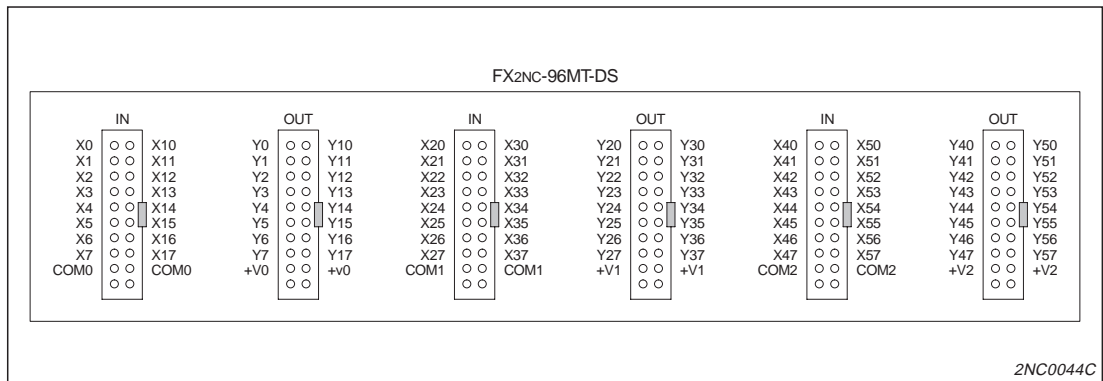 FX2NC-96MT-DS
IN OUT IN OUT IN OUT
X0 X10 Y0 Y10 X20 X30 Y20 Y30 X40 X50 Y40 Y50
X1 X11 Y1 Y11 X21 X31 Y21 Y31 X41 X51 Y41 Y51
X2 X12 Y2 Y12 X22 X32 Y22 Y32 X42 X52 Y42 Y52
X3 X13 Y3 Y13 X23 X33 Y23 Y33 X43 X53 Y43 Y53
X4 X14 Y4 Y14 X24 X34 Y24 Y34 X44 X54 Y44 Y54
X5 X15 Y5 Y15 X25 X35 Y25 Y35 X45 X55 Y45 Y55
X6 X16 Y6 Y16 X26 X36 Y26 Y36 X46 X56 Y46 Y56
X7 X17 Y7 Y17 X27 X37 Y27 Y37 X47 X57 Y47 Y57
COM0 COM0 +V0 +v0 COM1 COM1 +V1 +V1 COM2 COM2 +V2 +V2
2NC0044C